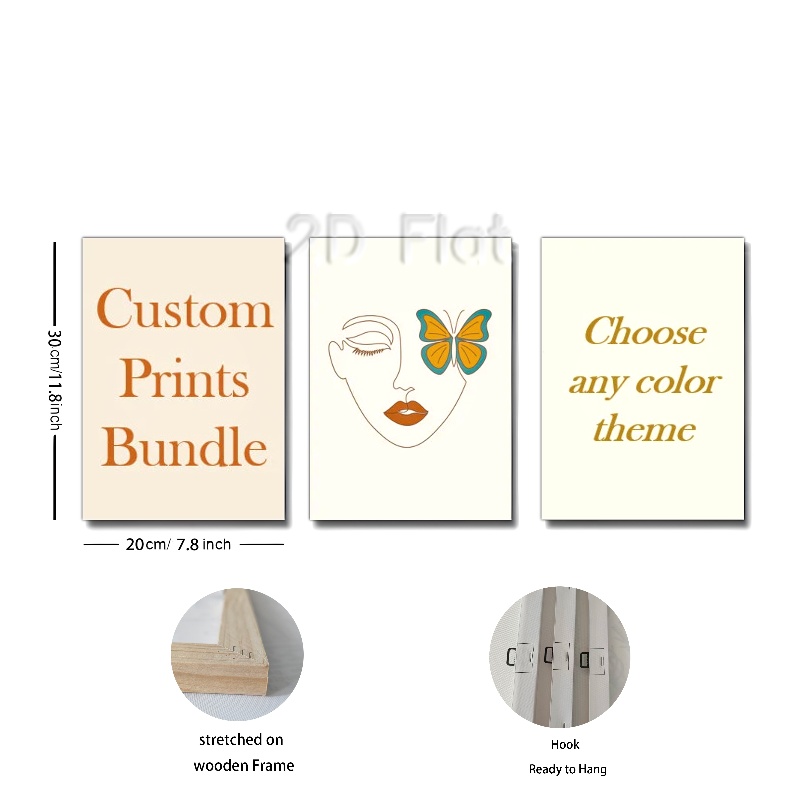 2D Flat
Custom
Prints
Bundle
Choose
any color
theme
30cm/11.8inch
20cm/ 7.8 inch
stretched on
wooden Frame
Hook
Ready to Hang